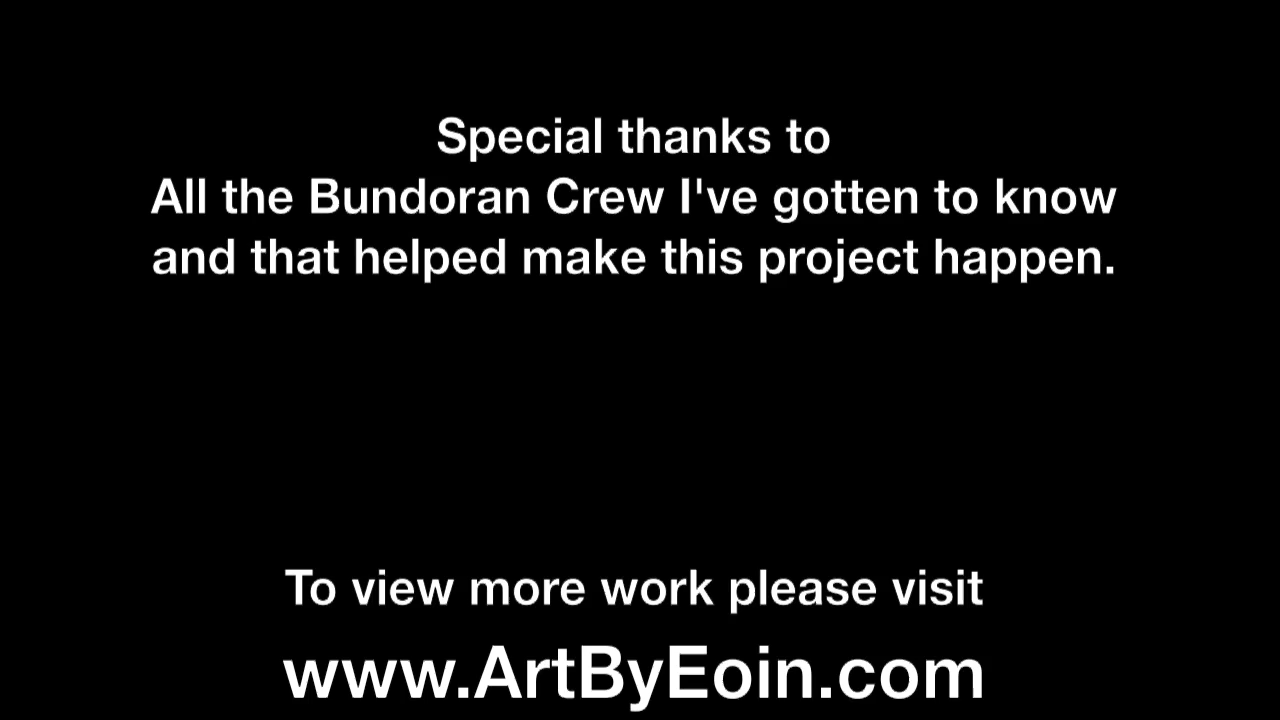 Special thanks to
All the Bundoran Crew I've gotten to know
and that helped make this project happen.
To view more work please visit
www.ArtByEoin.com